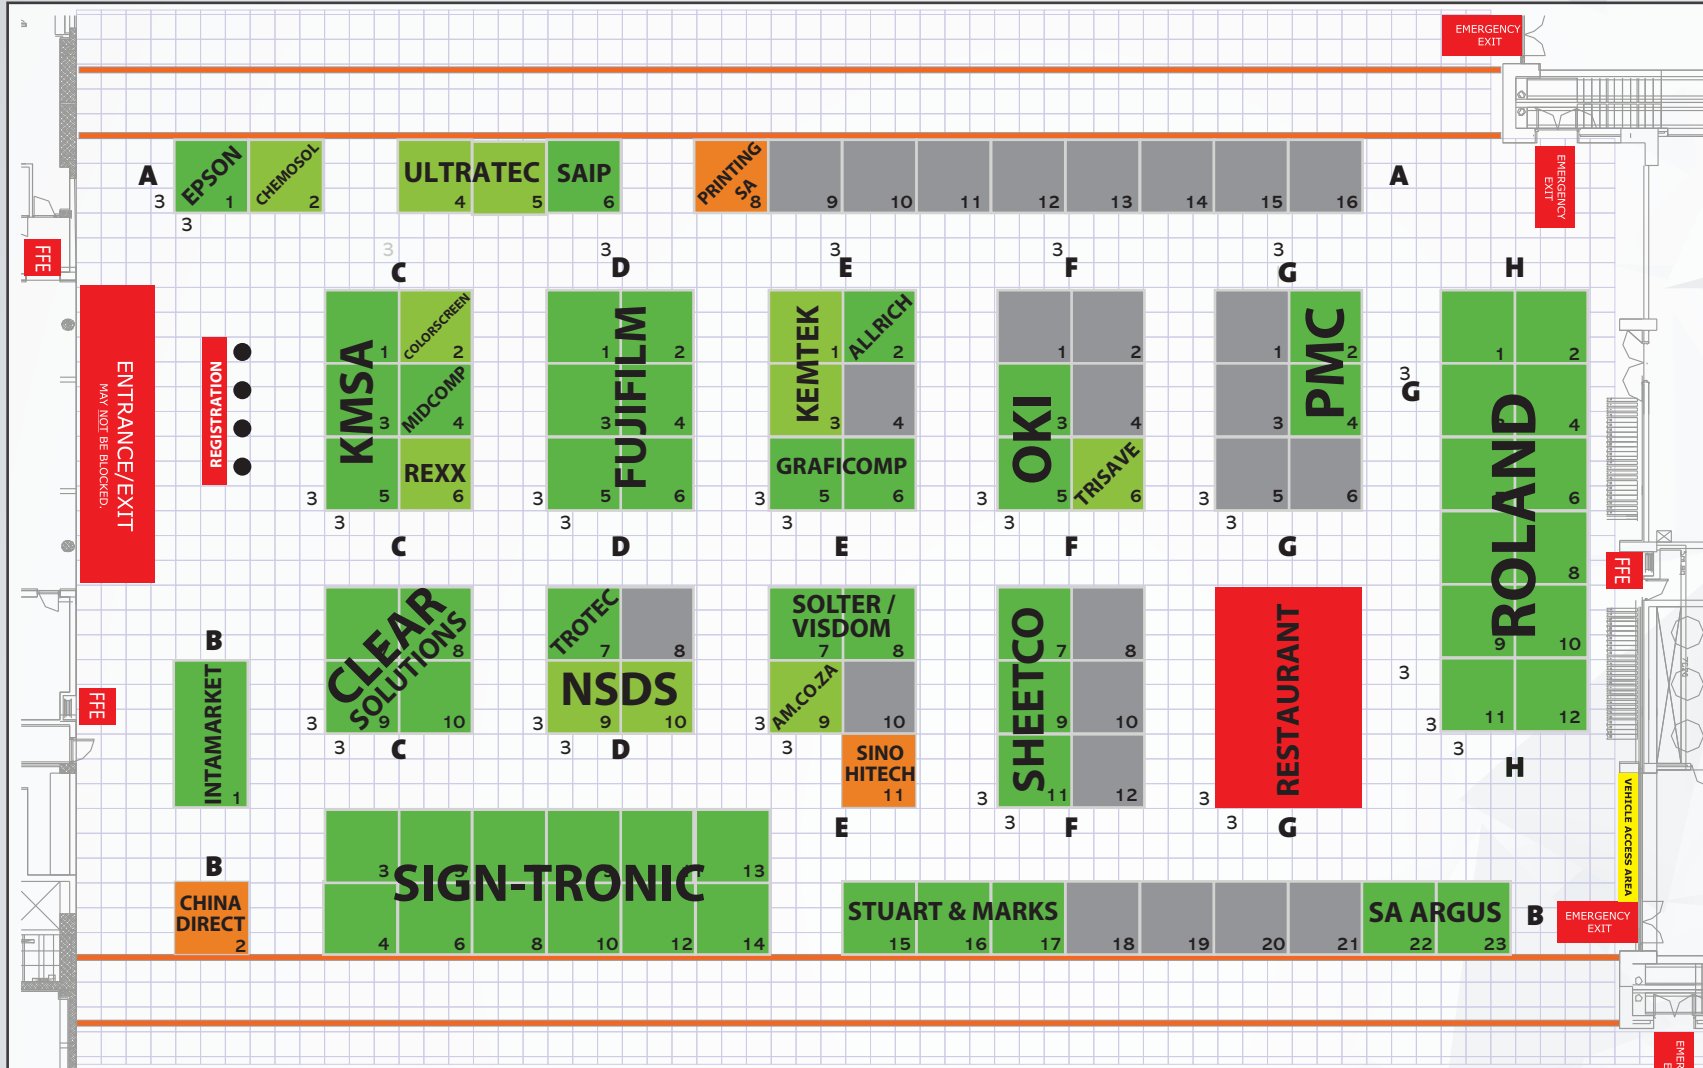 EMERGENCY
EXIT
EMERGENCY
EXIT
A
3
EPSON
1
CHEMOSOL
2
3
ULTRATEC
4
5
SAIP
6
PRINTING
SA
8
9
10
11
12
13
14
15
16
A
FFE
3
C
3
D
3
E
3
F
3
G
H
ENTRANCE/EXIT
MAY NOT BE BLOCKED.
REGISTRATION
KMSA
1
3
5
COLORSCREEN
2
MIDCOMP
4
REXX
6
3
3
C
FUJIFILM
1
2
3
4
5
6
3
3
D
KEMTEK
1
3
ALLRICH
2
4
GRAFICOMP
5
6
3
3
E
1
2
OKI
3
5
4
TRISAVE
6
3
3
F
1
PMC
2
3
4
5
6
3
3
G
3
G
ROLAND
1
2
3
4
6
8
9
10
11
12
3
3
3
H
FFE
B
INTAMARKET
1
FFE
CLEAR
SOLUTIONS
7
8
9
10
3
3
C
TROTEC
7
8
NSDS
9
10
3
3
D
SOLTER /
VISDOM
7
8
AM.CO.ZA
9
10
SINO
HITECH
11
3
3
E
SHEETCO
7
8
9
10
11
12
3
3
F
RESTAURANT
3
3
G
VEHICLE ACCESS AREA
B
CHINA
DIRECT
2
SIGN-TRONIC
3
13
4
6
8
10
12
14
STUART & MARKS
15
16
17
18
19
20
21
SA ARGUS
22
23
B
EMERGENCY
EXIT